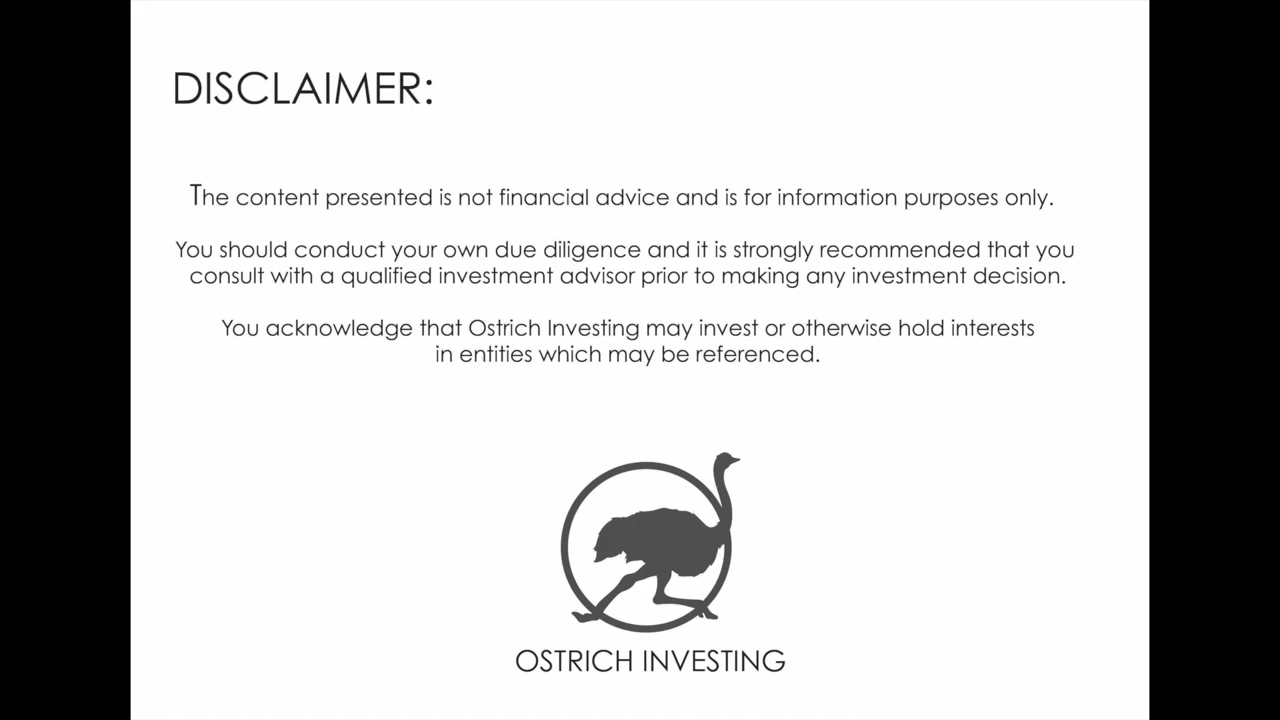 DISCLAIMER:
The content presented is not financial advice and is for information purposes only.
You should conduct your own due diligence and it is strongly recommended that you
consult with a qualified investment advisor prior to making any investment decision.
You acknowledge that Ostrich Investing may invest or otherwise hold interests
in entities which may be referenced.
OSTRICH INVESTING